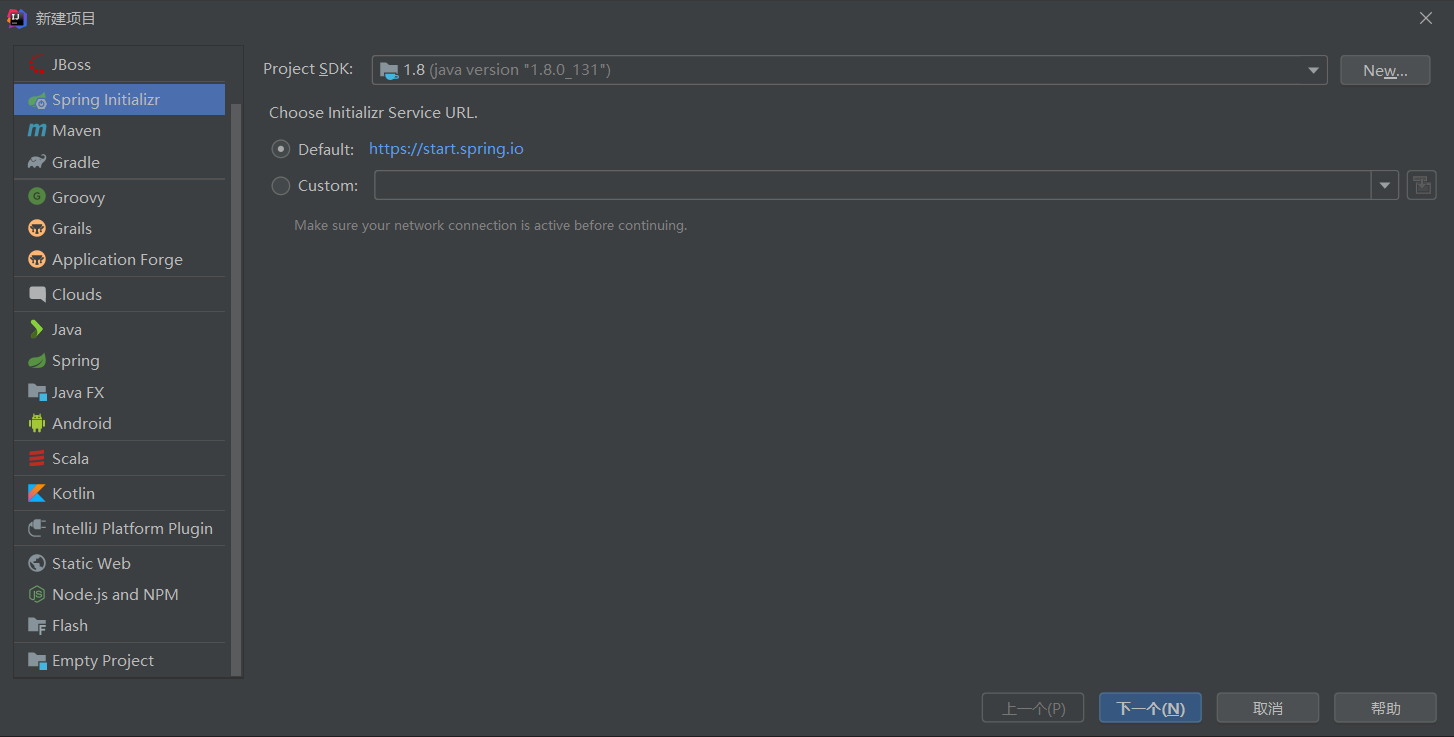 新建项目
JBoss
Spring Initializr
Maven
Gradle
Groovy
Grails
Application Forge
Clouds
Java
Spring
Java FX
Android
Scala
Kotlin
IntelliJ Platform Plugin
Static Web
Node.js and NPM
Flash
Empty Project
Project SDK: 1.8 (java version "1.8.0_131") New...
Choose Initializr Service URL.
Default: https://start.spring.io
Custom:
Make sure your network connection is active before continuing.
上一个(P) 下一个(N) 取消 帮助